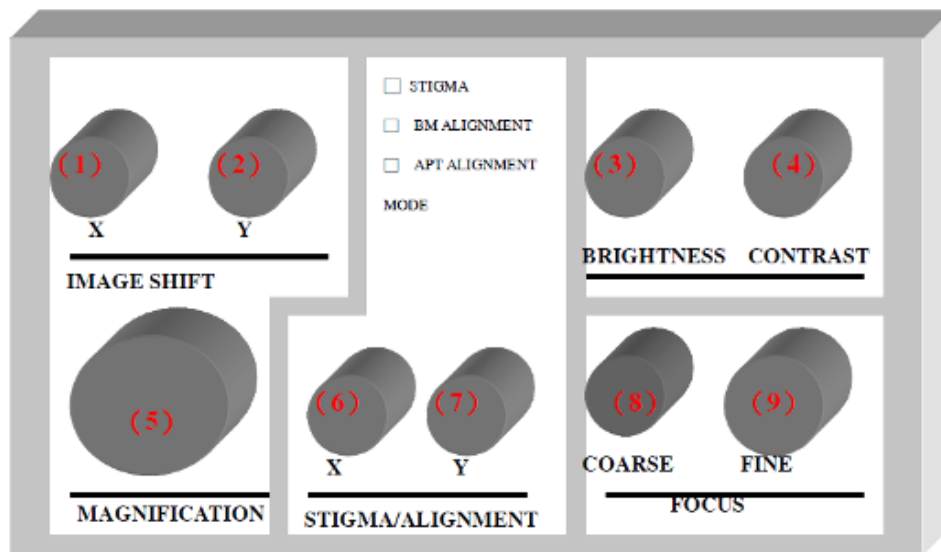 STIGMA
BM ALIGNMENT
APT ALIGNMENT
MODE
(1) (2) (3) (4)
X Y
BRIGHTNESS CONTRAST
IMAGE SHIFT
(5) (6) (7) (8) (9)
X Y
COARSE FINE
FOCUS
MAGNIFICATION
STIGMA/ALIGNMENT